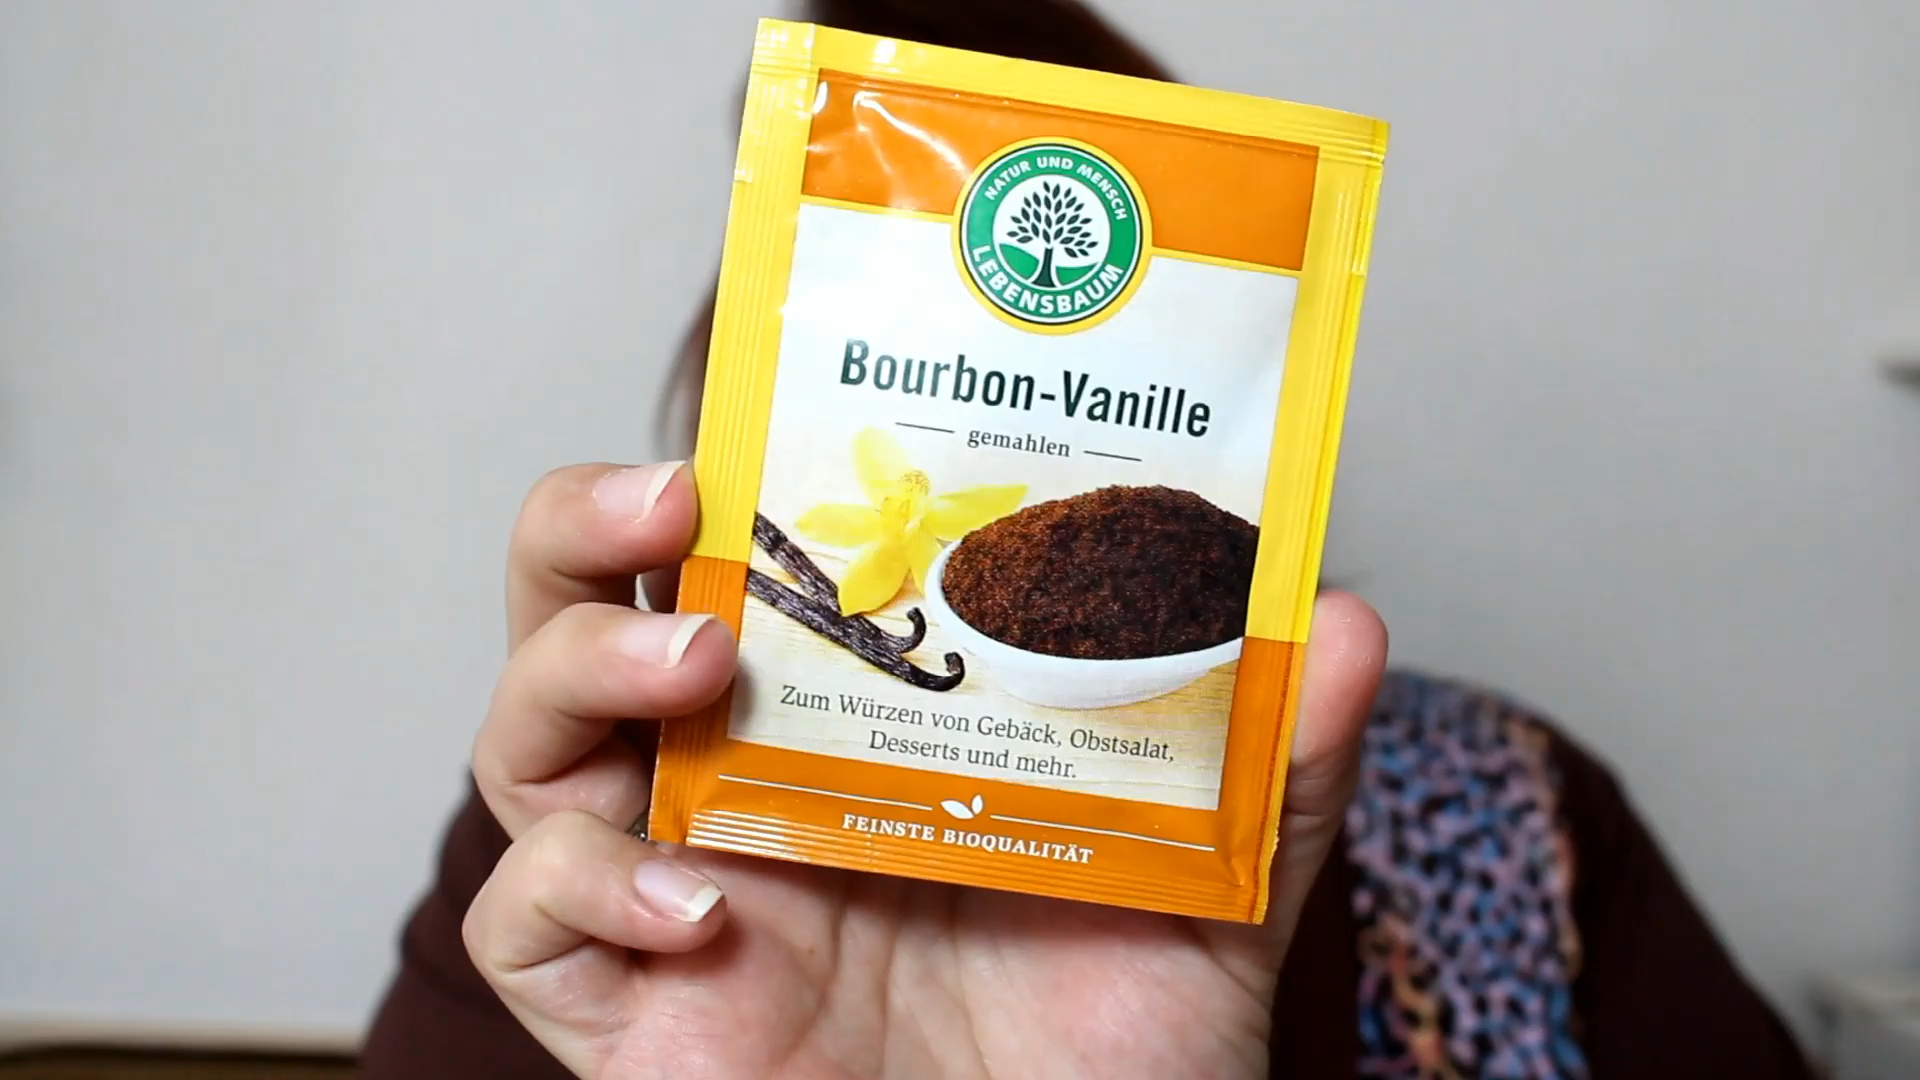 NATUR UND MENSCH
LEBENSBAUM
Bourbon-Vanille
gemahlen
Zum Würzen von Gebäck, Obstsalat,
Desserts und mehr.
FEINSTE BIOQUALITÄT